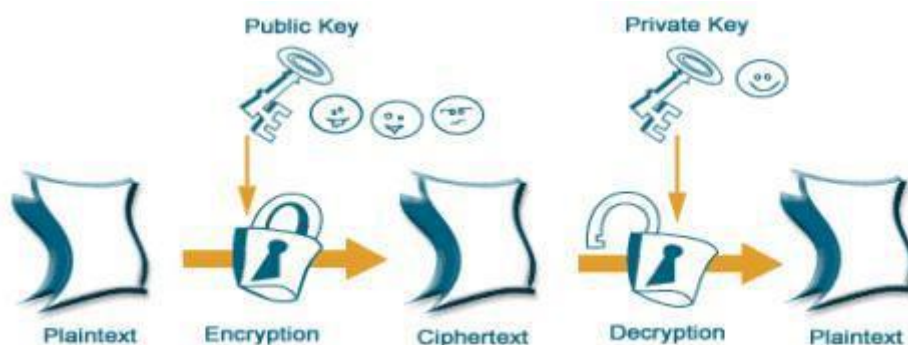 Public Key
Private Key
Plaintext
Encryption
Ciphertext
Decryption
Plaintext